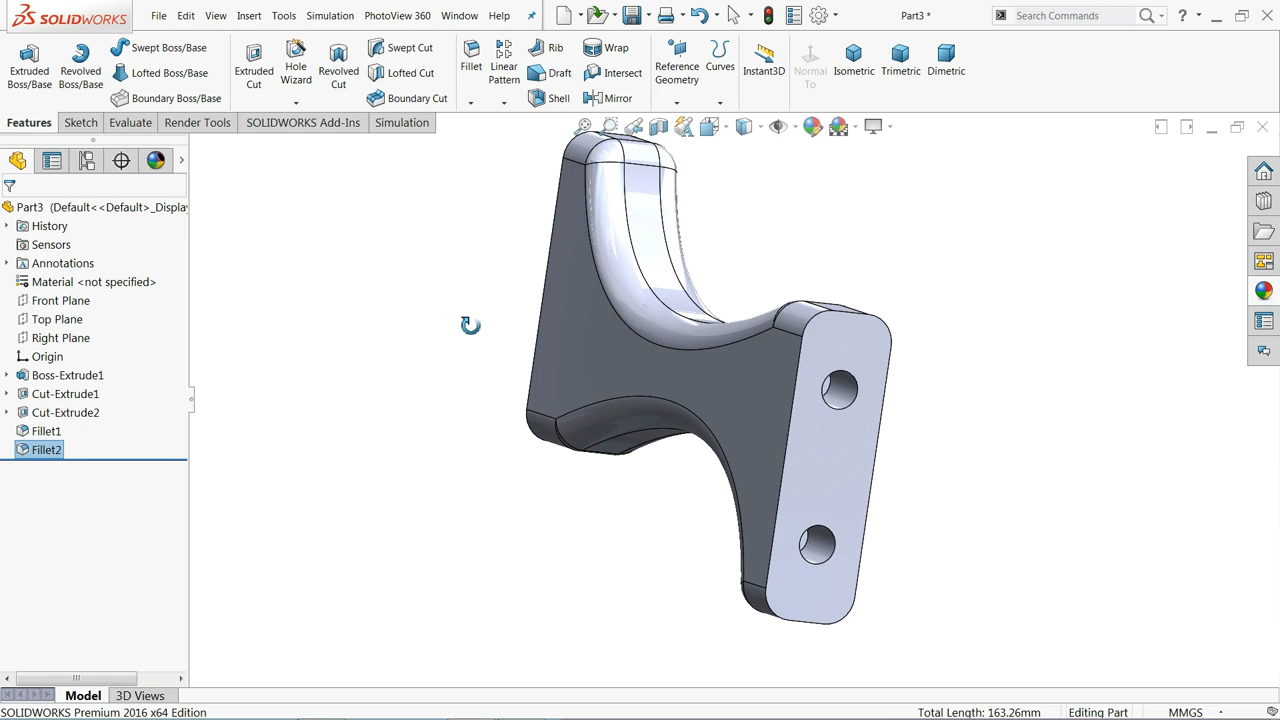 SOLIDWORKS File Edit View Insert Tools Simulation PhotoView 360 Window Help Part3 * Search Commands ?
Extruded Boss/Base Revolved Boss/Base Swept Boss/Base Lofted Boss/Base Boundary Boss/Base Extruded Cut Hole Wizard Revolved Cut Swept Cut Lofted Cut Boundary Cut Fillet Linear Pattern Rib Draft Shell Wrap Intersect Mirror Reference Geometry Curves Instant3D Normal To Isometric Trimetric Dimetric
Features Sketch Evaluate Render Tools SOLIDWORKS Add-Ins Simulation
Part3 (Default<<Default>_Display
History
Sensors
Annotations
Material <not specified>
Front Plane
Top Plane
Right Plane
Origin
Boss-Extrude1
Cut-Extrude1
Cut-Extrude2
Fillet1
Fillet2
Model 3D Views
SOLIDWORKS Premium 2016 x64 Edition Total Length: 163.26mm Editing Part MMGS